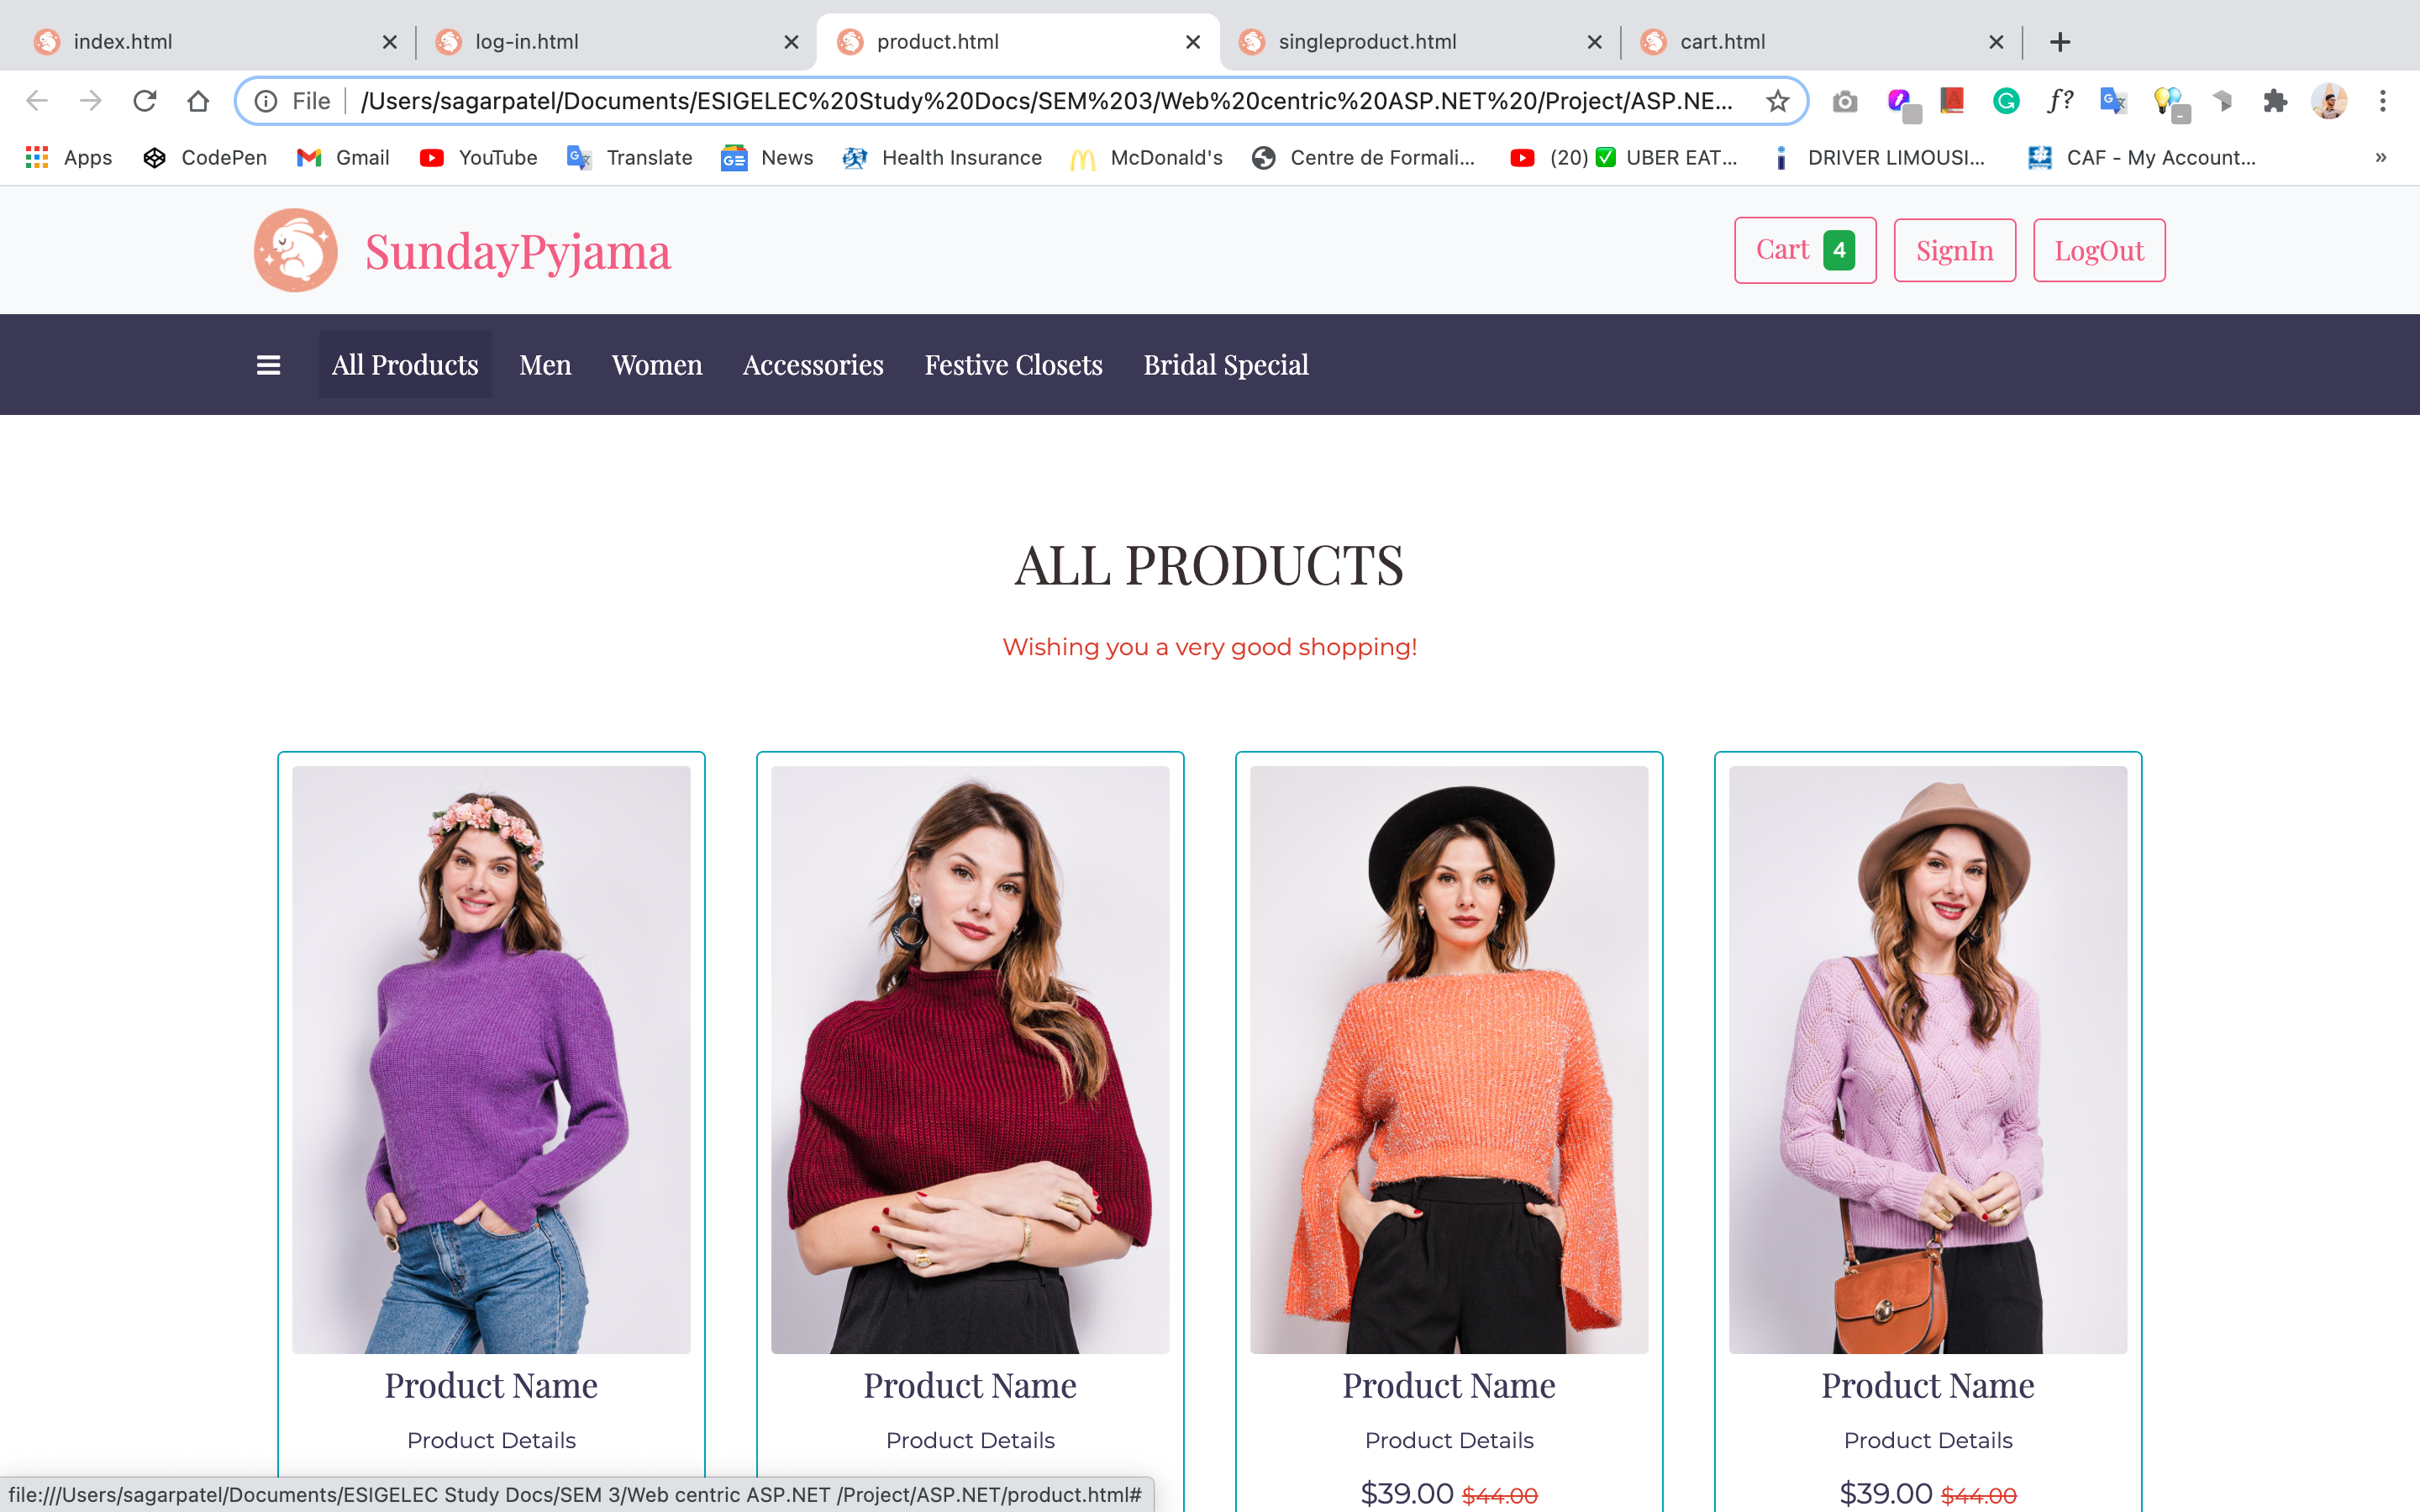 index.html
log-in.html
product.html
singleproduct.html
cart.html
File
/Users/sagarpatel/Documents/ESIGELEC%20Study%20Docs/SEM%203/Web%20centric%20ASP.NET%20/Project/ASP.NE...
Apps
CodePen
Gmail
YouTube
Translate
News
Health Insurance
McDonald's
Centre de Formali...
(20) ✅ UBER EAT...
DRIVER LIMOUSI...
CAF - My Account...
»
SundayPyjama
Cart 4
SignIn
LogOut
All Products
Men
Women
Accessories
Festive Closets
Bridal Special
ALL PRODUCTS
Wishing you a very good shopping!
Product Name
Product Details
Product Name
Product Details
Product Name
Product Details
$39.00 $44.00
Product Name
Product Details
$39.00 $44.00
file:///Users/sagarpatel/Documents/ESIGELEC Study Docs/SEM 3/Web centric ASP.NET /Project/ASP.NET/product.html#